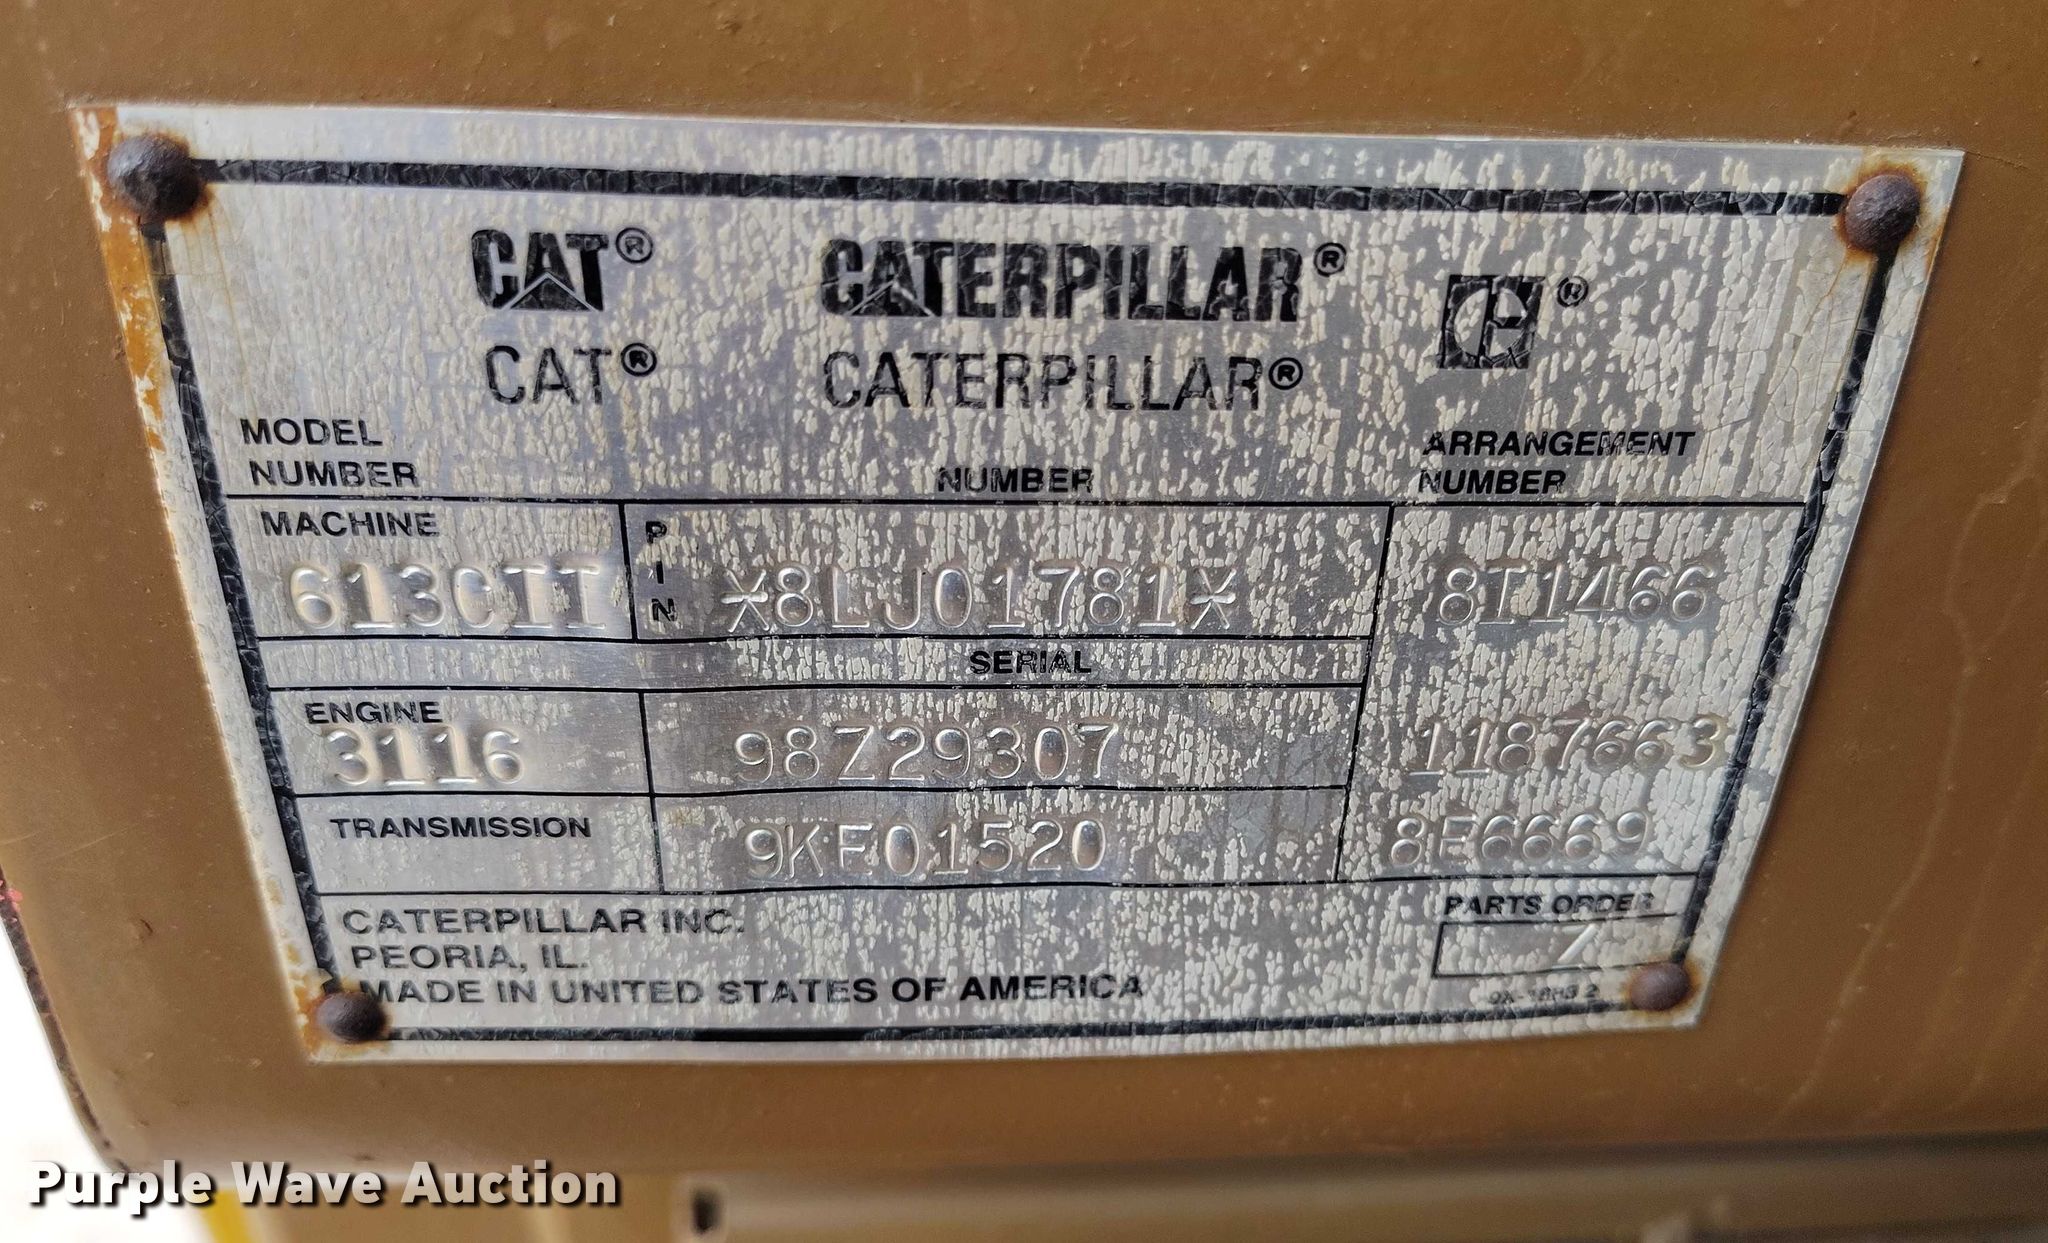 CAT® CATERPILLAR® ®
CAT® CATERPILLAR®
MODEL NUMBER NUMBER ARRANGEMENT NUMBER
MACHINE 613CII PIN *8LJ01781* 8I1466
SERIAL
ENGINE 3116 98Z29307 1187663
TRANSMISSION 9KF01520 8E6669
CATERPILLAR INC. PARTS ORDER
PEORIA, IL.
MADE IN UNITED STATES OF AMERICA
Purple Wave Auction